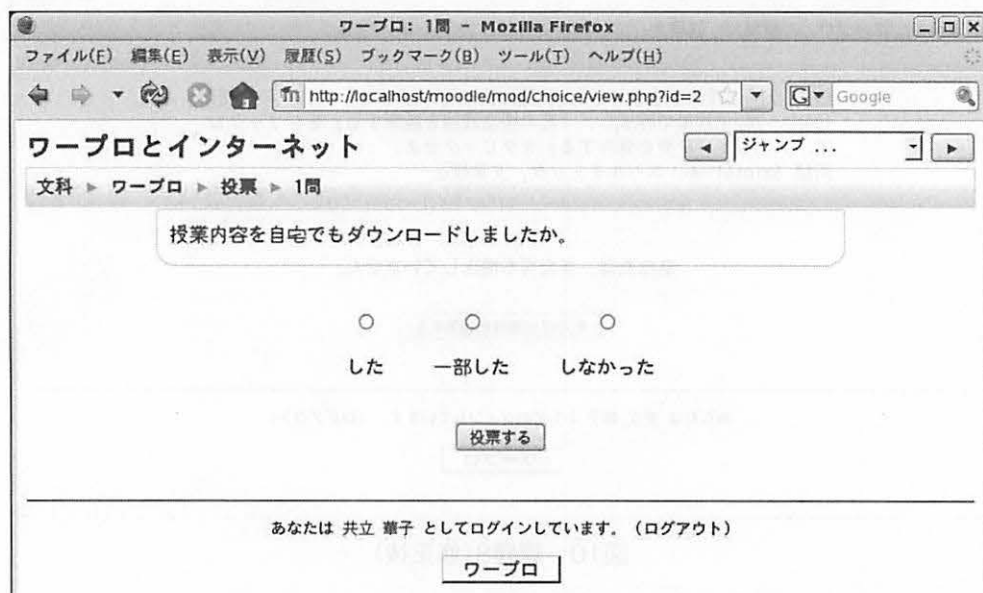 ワープロ: 1問 - Mozilla Firefox
ファイル(F) 編集(E) 表示(V) 履歴(S) ブックマーク(B) ツール(T) ヘルプ(H)
http://localhost/moodle/mod/choice/view.php?id=2 G Google
ワープロとインターネット ジャンプ ...
文科 ► ワープロ ► 投票 ► 1問
授業内容を自宅でもダウンロードしましたか。
した 一部した しなかった
投票する
あなたは 共立 華子 としてログインしています。(ログアウト)
ワープロ